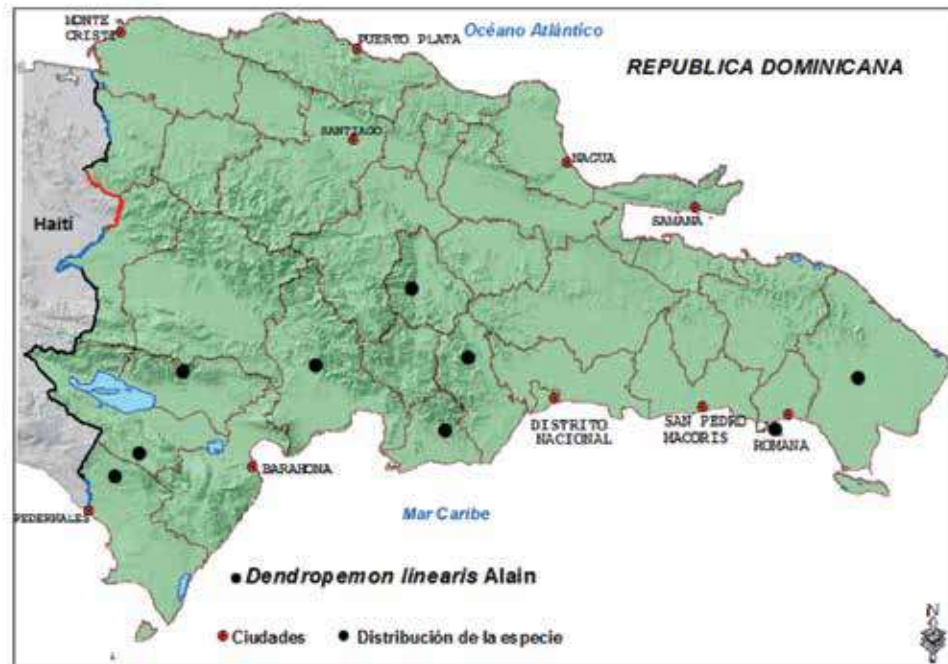 MONTE
CRISTI
Océano Atlántico
PUERTO PLATA
REPUBLICA DOMINICANA
SANTIAGO
NAGUA
SAMANA
Haití
DISTRITO
NACIONAL
SAN PEDRO
MACORIS
LA
ROMANA
BARAHONA
PEDERNALES
Mar Caribe
Dendropemon linearis Alain
Ciudades
Distribución de la especie
N